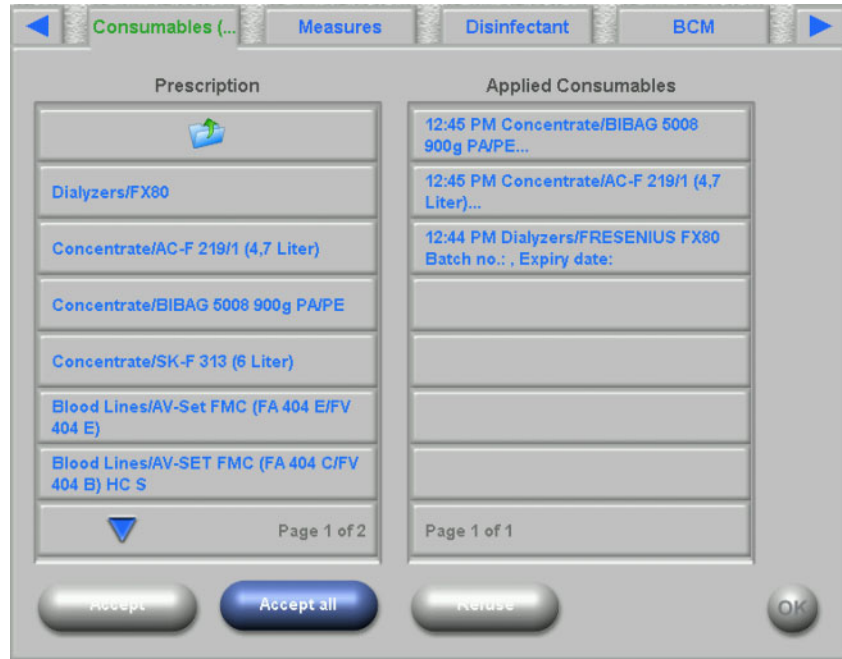 Consumables (... Measures Disinfectant BCM
Prescription
Dialyzers/FX80
Concentrate/AC-F 219/1 (4,7 Liter)
Concentrate/BIBAG 5008 900g PA/PE
Concentrate/SK-F 313 (6 Liter)
Blood Lines/AV-Set FMC (FA 404 E/FV
404 E)
Blood Lines/AV-SET FMC (FA 404 C/FV
404 B) HC S
Page 1 of 2
Applied Consumables
12:45 PM Concentrate/BIBAG 5008
900g PA/PE...
12:45 PM Concentrate/AC-F 219/1 (4,7
Liter)...
12:44 PM Dialyzers/FRESENIUS FX80
Batch no.: , Expiry date:
Page 1 of 1
Accept Accept all Refuse OK